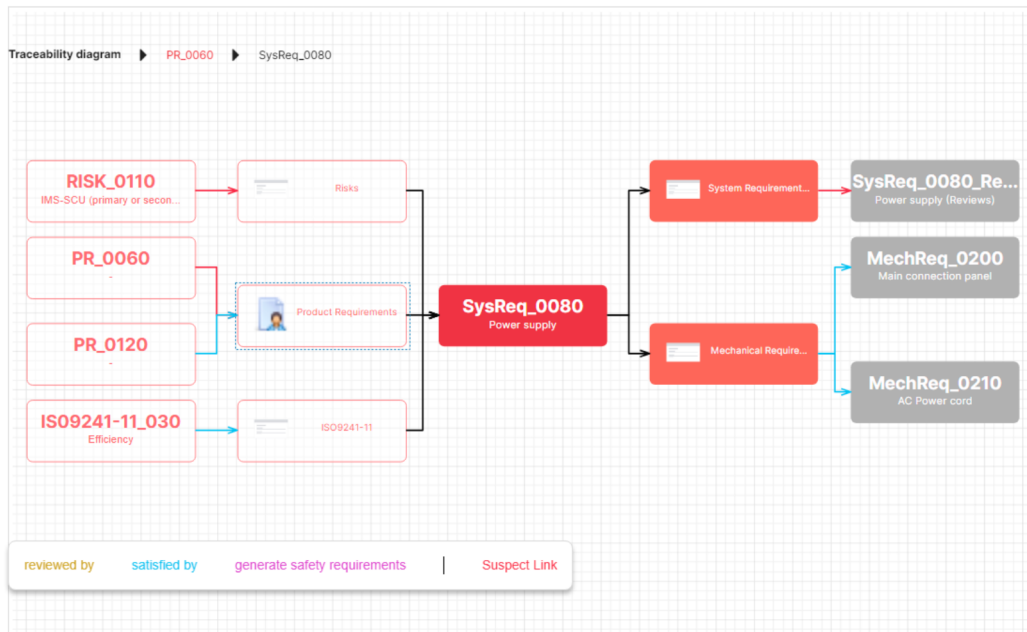 Traceability diagram PR_0060 SysReq_0080
RISK_0110
IMS-SCU (primary or secon...
Risks
System Requirement...
SysReq_0080_Re...
Power supply (Reviews)
PR_0060
-
MechReq_0200
Main connection panel
Product Requirements
SysReq_0080
Power supply
PR_0120
-
Mechanical Require...
MechReq_0210
AC Power cord
ISO9241-11_030
Efficiency
ISO9241-11
reviewed by satisfied by generate safety requirements | Suspect Link